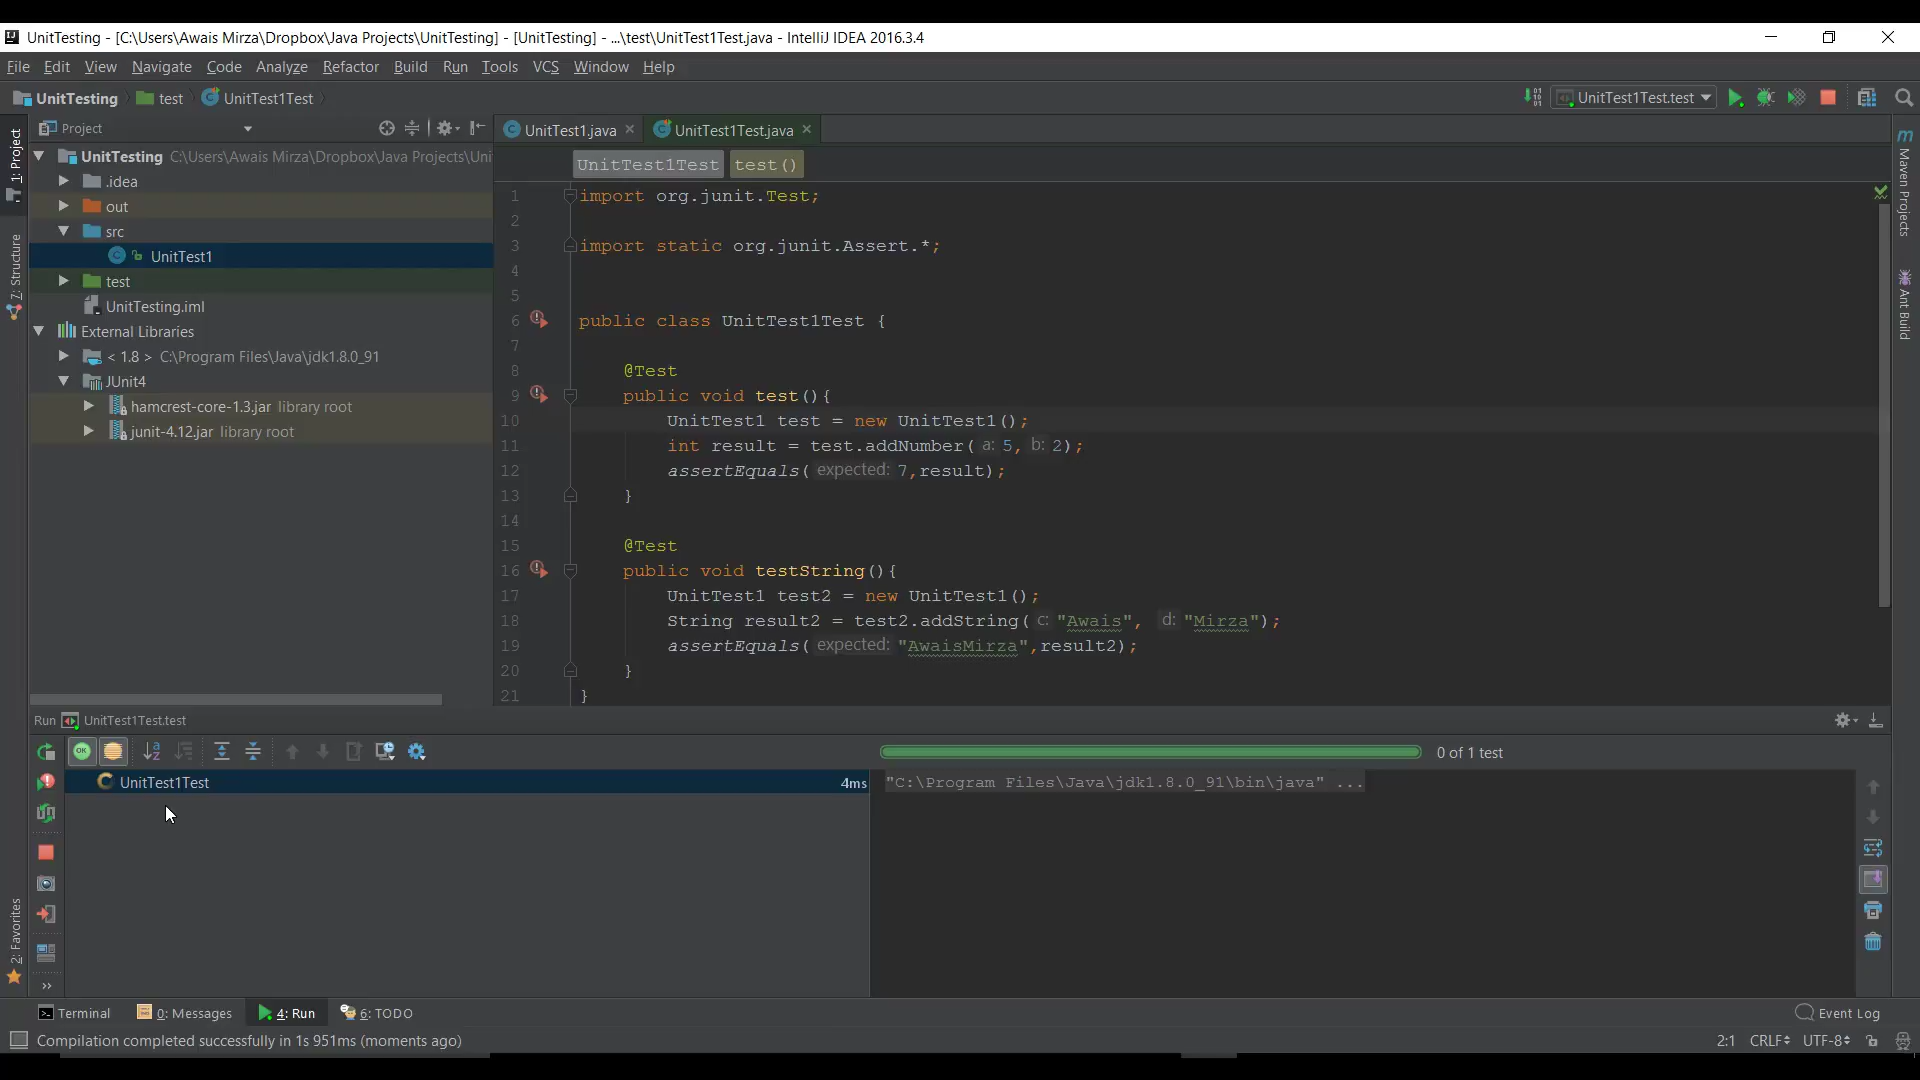 UnitTesting - [C:\Users\Awais Mirza\Dropbox\Java Projects\UnitTesting] - [UnitTesting] - ...\test\UnitTest1Test.java - IntelliJ IDEA 2016.3.4
File Edit View Navigate Code Analyze Refactor Build Run Tools VCS Window Help
UnitTesting test UnitTest1Test
UnitTest1Test.test
Project
UnitTest1.java
UnitTest1Test.java
1: Project
Z: Structure
2: Favorites
UnitTesting C:\Users\Awais Mirza\Dropbox\Java Projects\Uni
.idea
out
src
UnitTest1
test
UnitTesting.iml
External Libraries
< 1.8 > C:\Program Files\Java\jdk1.8.0_91
JUnit4
hamcrest-core-1.3.jar library root
junit-4.12.jar library root
UnitTest1Test test()
1 import org.junit.Test;
2
3 import static org.junit.Assert.*;
4
5
6 public class UnitTest1Test {
7
8 @Test
9 public void test(){
10 UnitTest1 test = new UnitTest1();
11 int result = test.addNumber( a: 5, b: 2);
12 assertEquals( expected: 7,result);
13 }
14
15 @Test
16 public void testString(){
17 UnitTest1 test2 = new UnitTest1();
18 String result2 = test2.addString( c: "Awais", d: "Mirza");
19 assertEquals( expected: "AwaisMirza",result2);
20 }
21 }
Maven Projects
Ant Build
Run UnitTest1Test.test
OK
0 of 1 test
UnitTest1Test 4ms
"C:\Program Files\Java\jdk1.8.0_91\bin\java" ...
Terminal 0: Messages 4: Run 6: TODO
Event Log
Compilation completed successfully in 1s 951ms (moments ago)
2:1 CRLF UTF-8